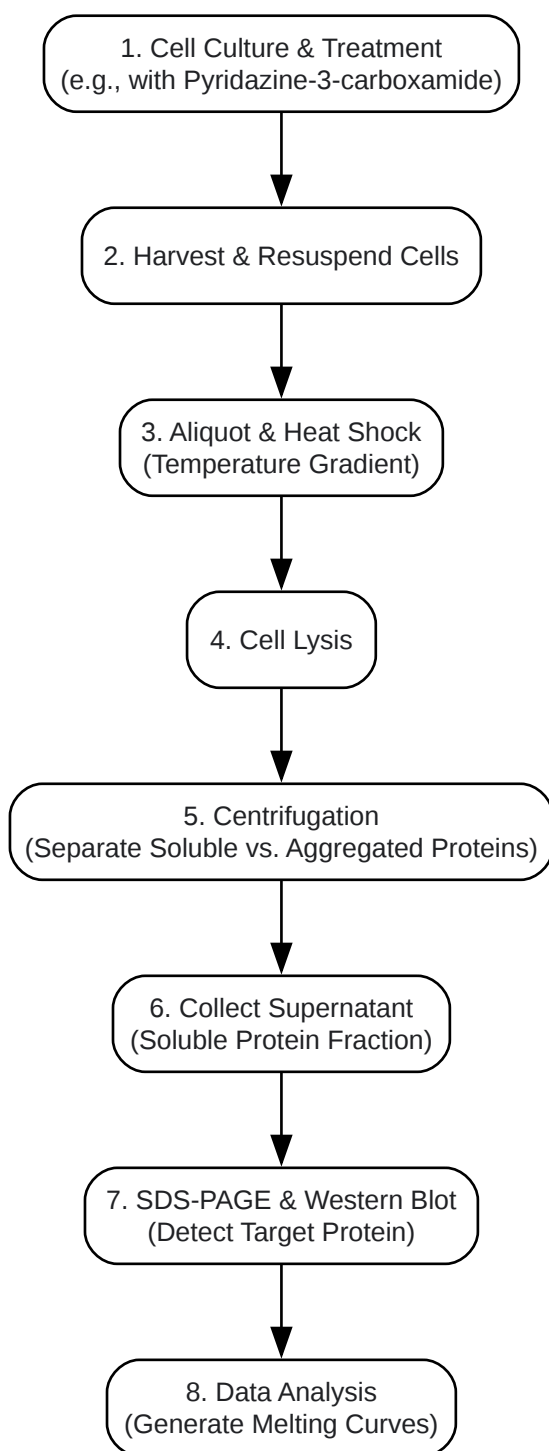 1. Cell Culture & Treatment
(e.g., with Pyridazine-3-carboxamide)
2. Harvest & Resuspend Cells
3. Aliquot & Heat Shock
(Temperature Gradient)
4. Cell Lysis
5. Centrifugation
(Separate Soluble vs. Aggregated Proteins)
6. Collect Supernatant
(Soluble Protein Fraction)
7. SDS-PAGE & Western Blot
(Detect Target Protein)
8. Data Analysis
(Generate Melting Curves)